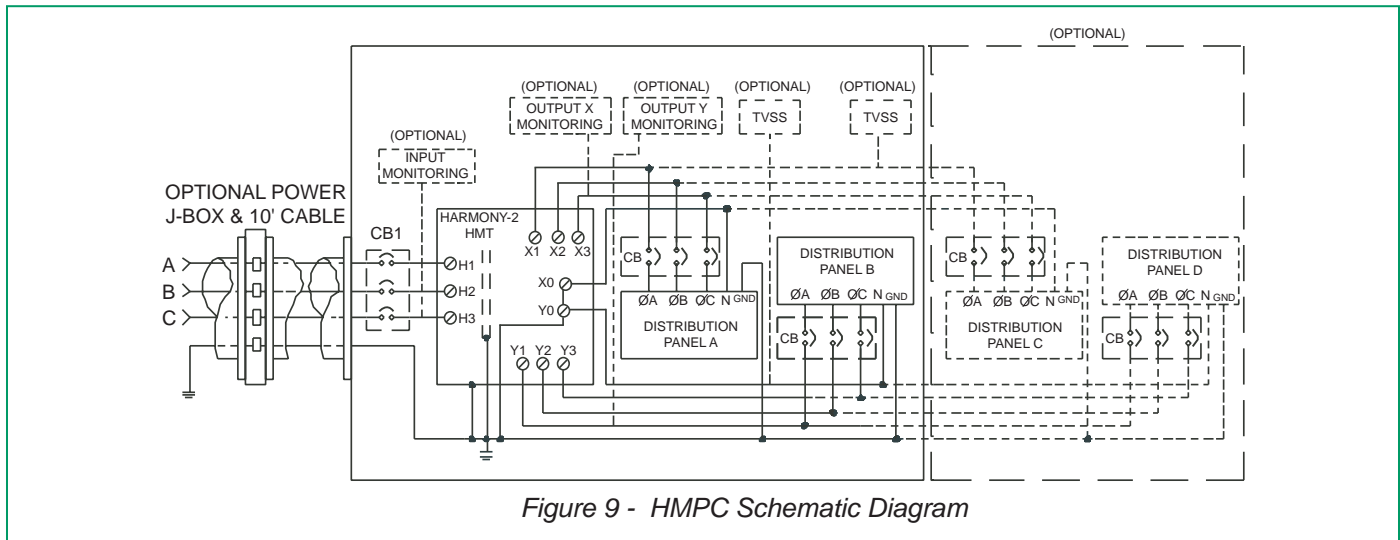 (OPTIONAL)
(OPTIONAL)
(OPTIONAL)
(OPTIONAL)
(OPTIONAL)
OUTPUT X
MONITORING
OUTPUT Y
MONITORING
TVSS
TVSS
(OPTIONAL)
INPUT
MONITORING
OPTIONAL POWER
J-BOX & 10' CABLE
CB1
HARMONY-2
HMT
X1 X2 X3
CB
DISTRIBUTION
PANEL B
CB
DISTRIBUTION
PANEL D
A
B
C
H1
H2
H3
X0
Y0
ØA ØB ØC N GND
DISTRIBUTION
PANEL A
ØA ØB ØC N GND
CB
ØA ØB ØC N GND
DISTRIBUTION
PANEL C
ØA ØB ØC N GND
CB
Y1 Y2 Y3
Figure 9 - HMPC Schematic Diagram